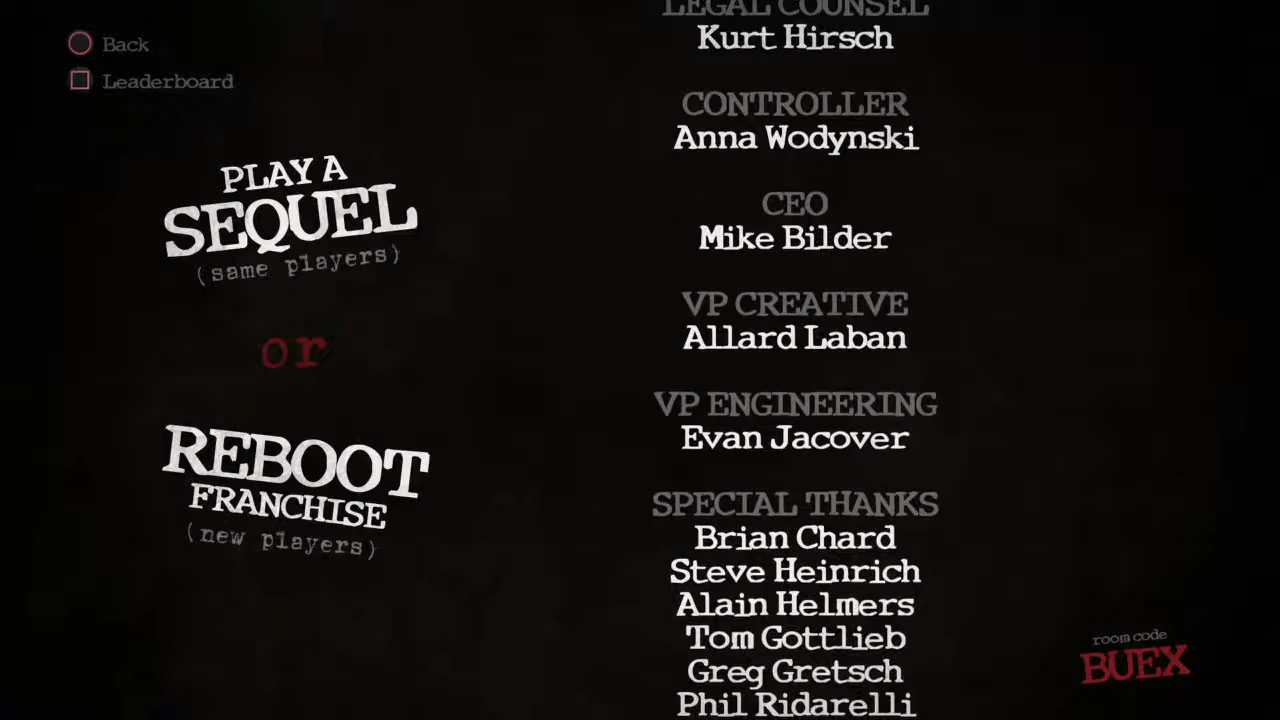 Back
Leaderboard
PLAY A
SEQUEL
(same players)
or
REBOOT
FRANCHISE
(new players)
LEGAL COUNSEL
Kurt Hirsch
CONTROLLER
Anna Wodynski
CEO
Mike Bilder
VP CREATIVE
Allard Laban
VP ENGINEERING
Evan Jacover
SPECIAL THANKS
Brian Chard
Steve Heinrich
Alain Helmers
Tom Gottlieb
Greg Gretsch
Phil Ridarelli
room code
BUEX